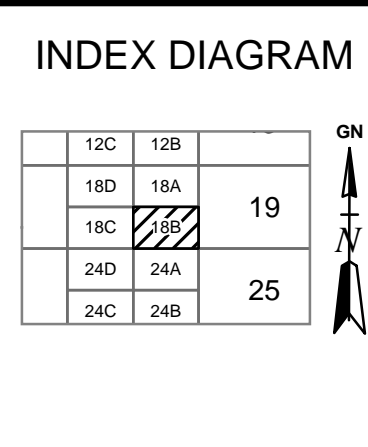 INDEX DIAGRAM
GN
12C 12B
18D 18A
19
18C 18B
N
24D 24A
25
24C 24B